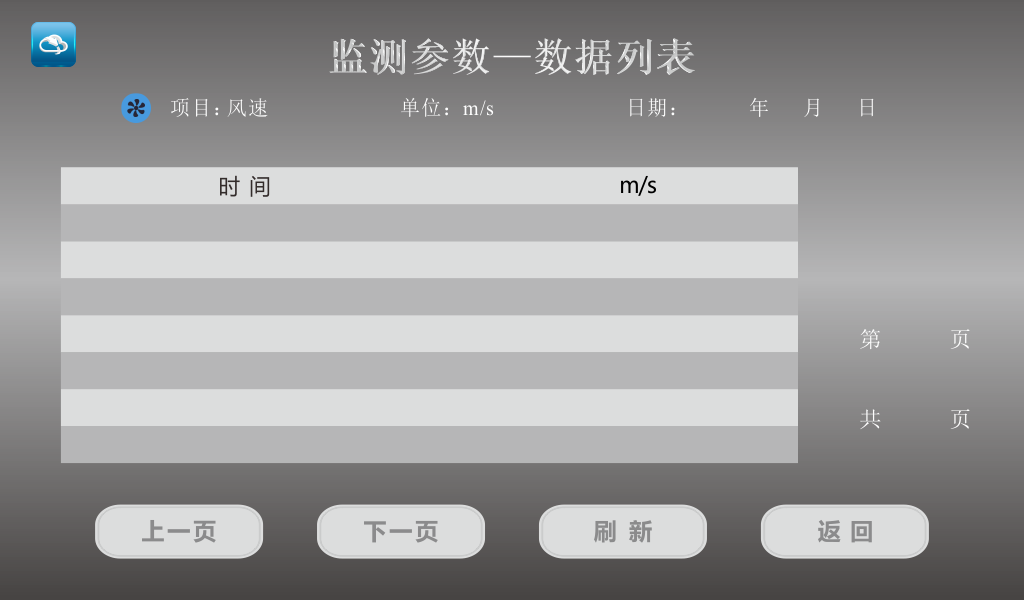 监测参数—数据列表
项目：风速 单位：m/s 日期： 年 月 日
时间 m/s
第 页
共 页
上一页 下一页 刷新 返回